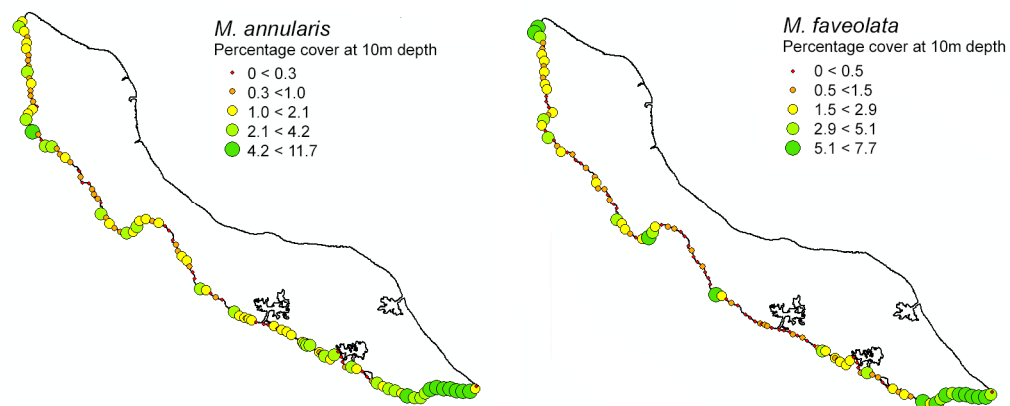 M. annularis
Percentage cover at 10m depth
0 < 0.3
0.3 <1.0
1.0 < 2.1
2.1 < 4.2
4.2 < 11.7
M. faveolata
Percentage cover at 10m depth
0 < 0.5
0.5 <1.5
1.5 < 2.9
2.9 < 5.1
5.1 < 7.7